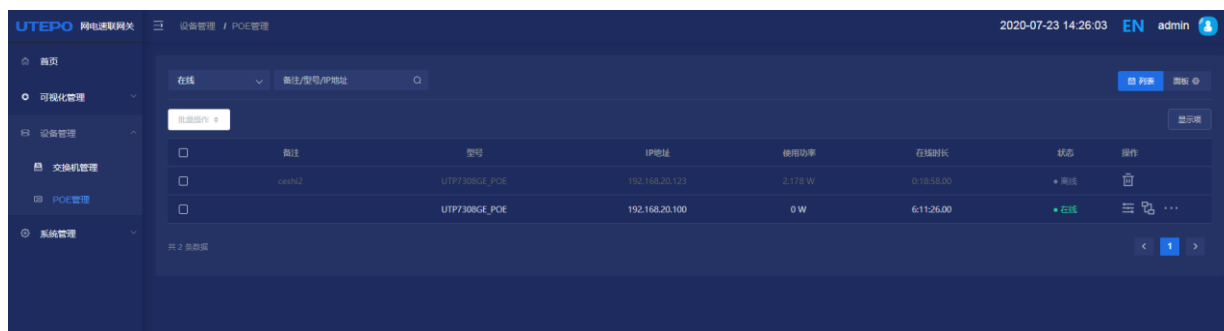 UTEPO 网电速联网关 设备管理 / POE管理 2020-07-23 14:26:03 EN admin
首页
可视化管理
设备管理
交换机管理
POE管理
系统管理
在线 备注/型号/IP地址 列表 面板
批量操作 显示项
备注 型号 IP地址 使用功率 在线时长 状态 操作
ceshi2 UTP7308GE_POE 192.168.20.123 2.178 W 0:18:58.00 离线
UTP7308GE_POE 192.168.20.100 0 W 6:11:26.00 在线 ···
共 2 条数据 < 1 >